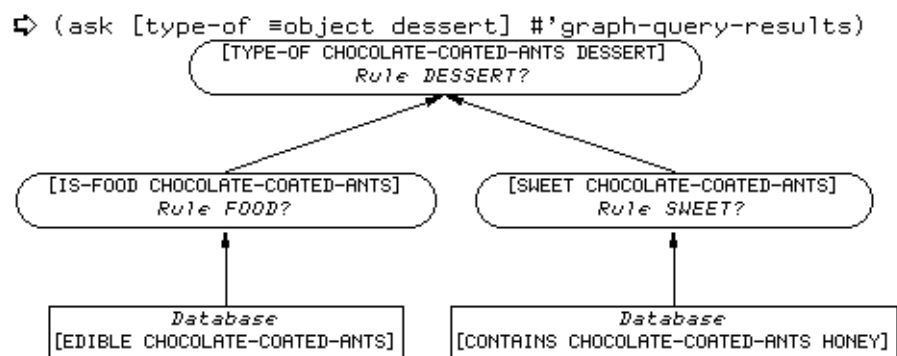 ➪ (ask [type-of ≡object dessert] #'graph-query-results)
[TYPE-OF CHOCOLATE-COATED-ANTS DESSERT]
Rule DESSERT?
[IS-FOOD CHOCOLATE-COATED-ANTS]
Rule FOOD?
[SWEET CHOCOLATE-COATED-ANTS]
Rule SWEET?
Database
[EDIBLE CHOCOLATE-COATED-ANTS]
Database
[CONTAINS CHOCOLATE-COATED-ANTS HONEY]